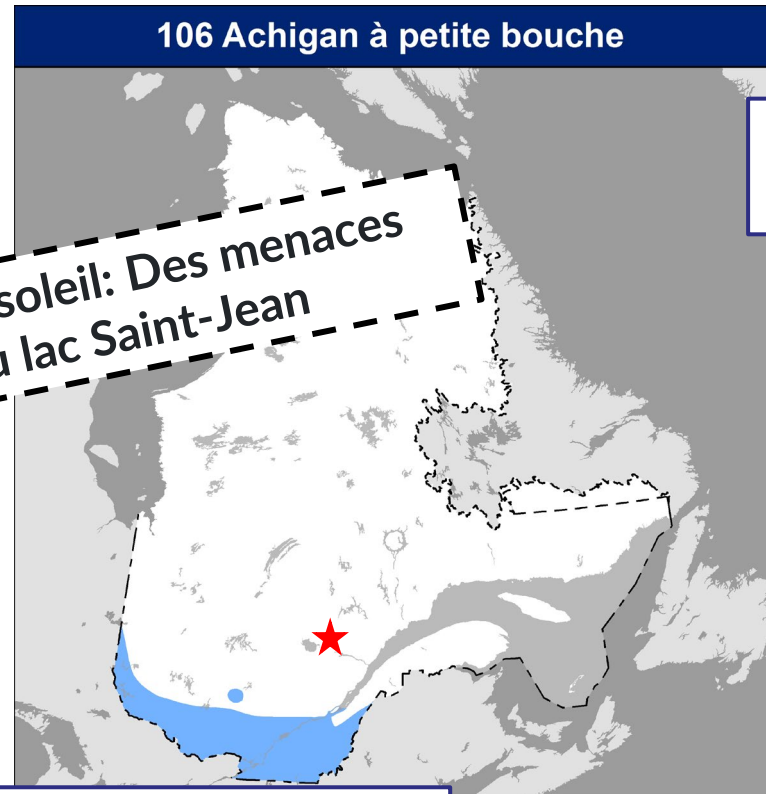 106 Achigan à petite bouche
soleil: Des menaces
lac Saint-Jean